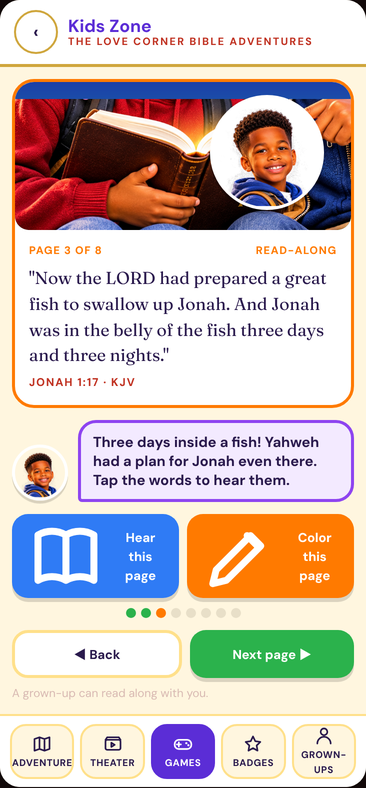 ‹
Kids Zone
THE LOVE CORNER BIBLE ADVENTURES
PAGE 3 OF 8
READ-ALONG
"Now the LORD had prepared a great
fish to swallow up Jonah. And Jonah
was in the belly of the fish three days
and three nights."
JONAH 1:17 · KJV
Three days inside a fish! Yahweh
had a plan for Jonah even there.
Tap the words to hear them.
Hear
this
page
Color
this
page
◀ Back
Next page ▶
A grown-up can read along with you.
ADVENTURE
THEATER
GAMES
BADGES
GROWN-
UPS